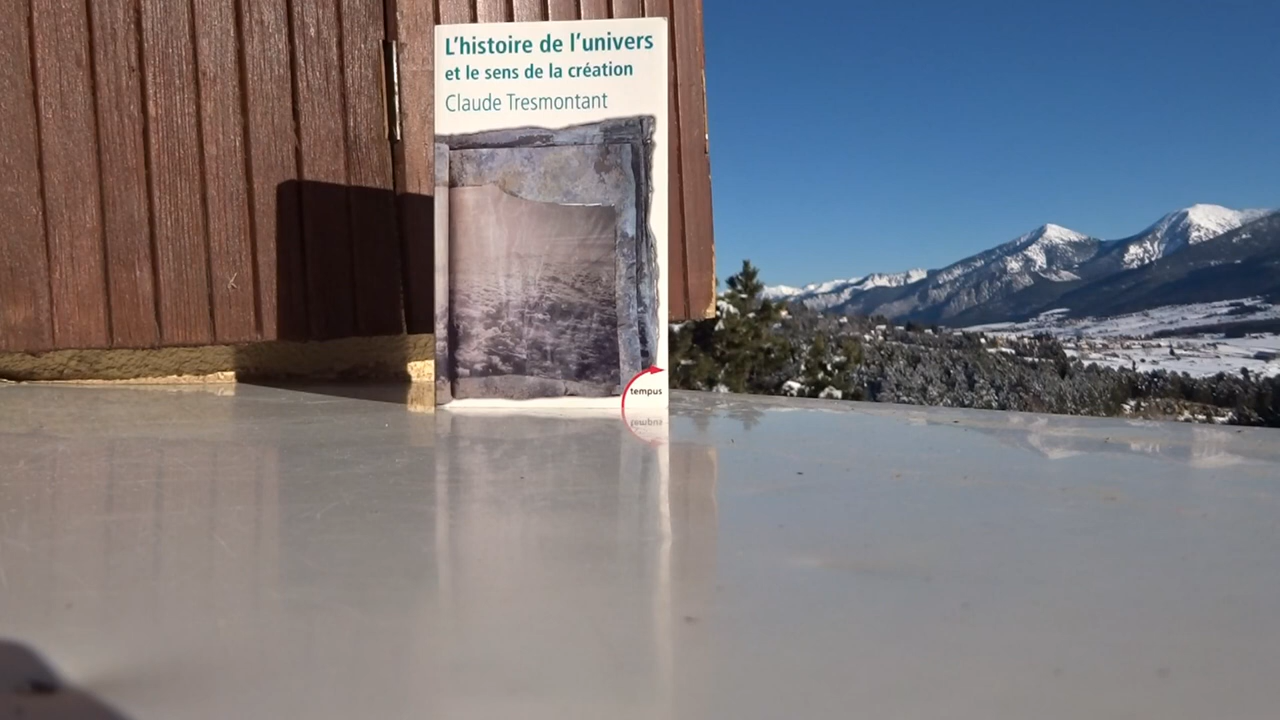 L'histoire de l'univers
et le sens de la création
Claude Tresmontant
tempus